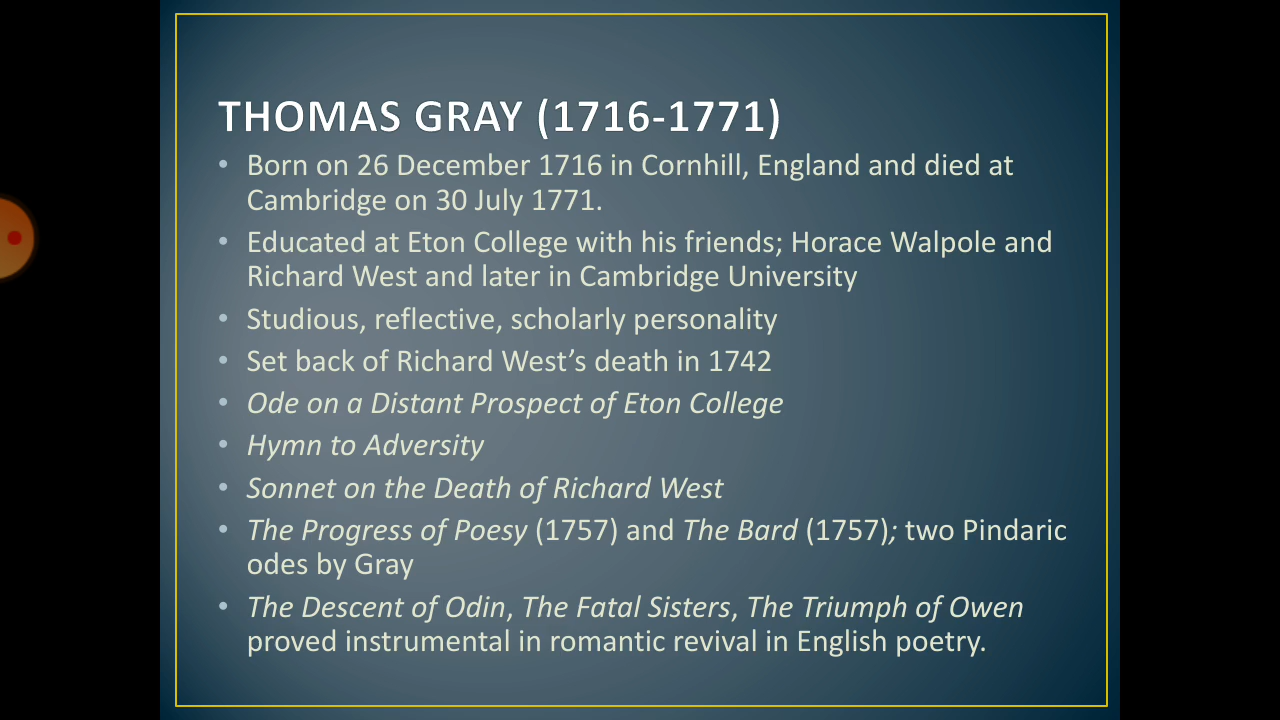 THOMAS GRAY (1716-1771)
• Born on 26 December 1716 in Cornhill, England and died at
Cambridge on 30 July 1771.
• Educated at Eton College with his friends; Horace Walpole and
Richard West and later in Cambridge University
• Studious, reflective, scholarly personality
• Set back of Richard West’s death in 1742
• Ode on a Distant Prospect of Eton College
• Hymn to Adversity
• Sonnet on the Death of Richard West
• The Progress of Poesy (1757) and The Bard (1757); two Pindaric
odes by Gray
• The Descent of Odin, The Fatal Sisters, The Triumph of Owen
proved instrumental in romantic revival in English poetry.